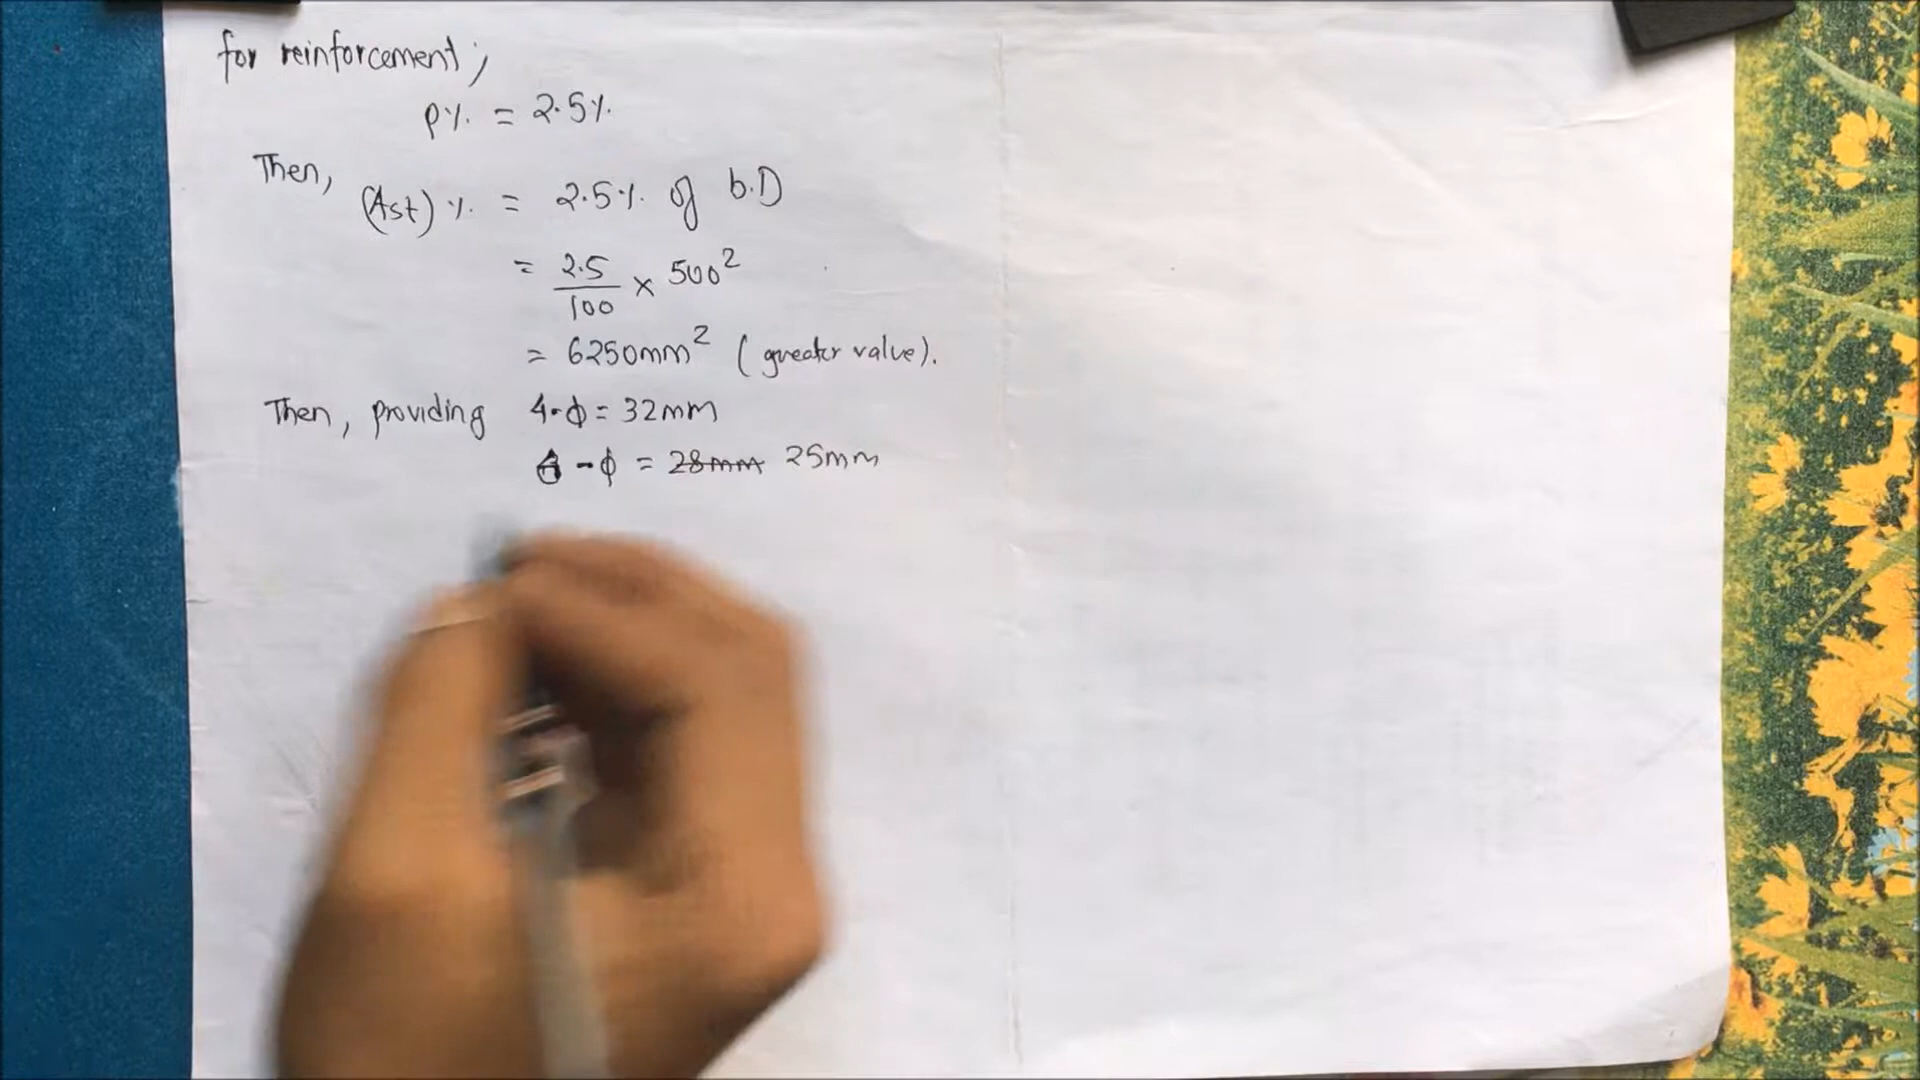 for reinforcement;
P% = 2.5%
Then,
(Ast)% = 2.5% of b.D
= 2.5/100 × 500²
= 6250mm² (greater value).
Then, providing 4-ϕ = 32mm
6 -ϕ = 28mm 25mm